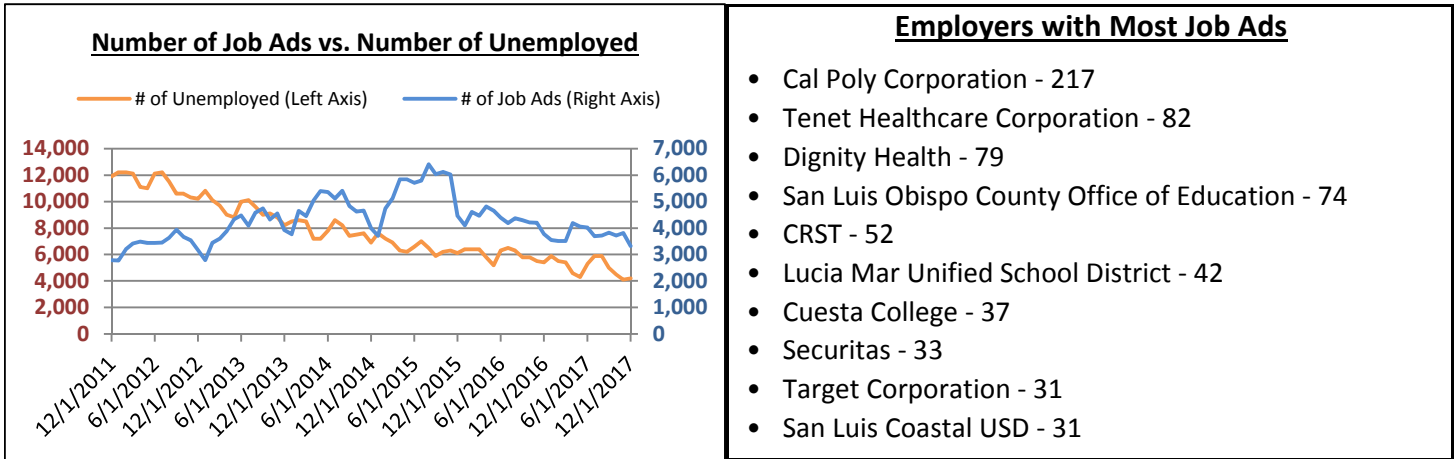 Number of Job Ads vs. Number of Unemployed
# of Unemployed (Left Axis)
# of Job Ads (Right Axis)
14,000
12,000
10,000
8,000
6,000
4,000
2,000
0
7,000
6,000
5,000
4,000
3,000
2,000
1,000
0
12/1/2011
6/1/2012
12/1/2012
6/1/2013
12/1/2013
6/1/2014
12/1/2014
6/1/2015
12/1/2015
6/1/2016
12/1/2016
6/1/2017
12/1/2017
Employers with Most Job Ads
• Cal Poly Corporation - 217
• Tenet Healthcare Corporation - 82
• Dignity Health - 79
• San Luis Obispo County Office of Education - 74
• CRST - 52
• Lucia Mar Unified School District - 42
• Cuesta College - 37
• Securitas - 33
• Target Corporation - 31
• San Luis Coastal USD - 31